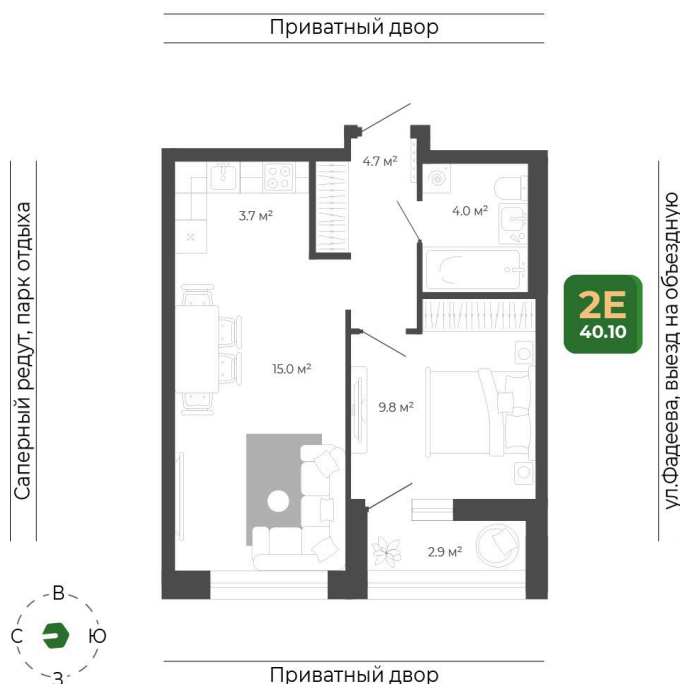 Приватный двор
Саперный редут, парк отдыха
4.7 м²
3.7 м²
4.0 м²
2Е
40.10
15.0 м²
9.8 м²
2.9 м²
ул.Фадеева, выезд на объездную
В
С
Ю
З
Приватный двор